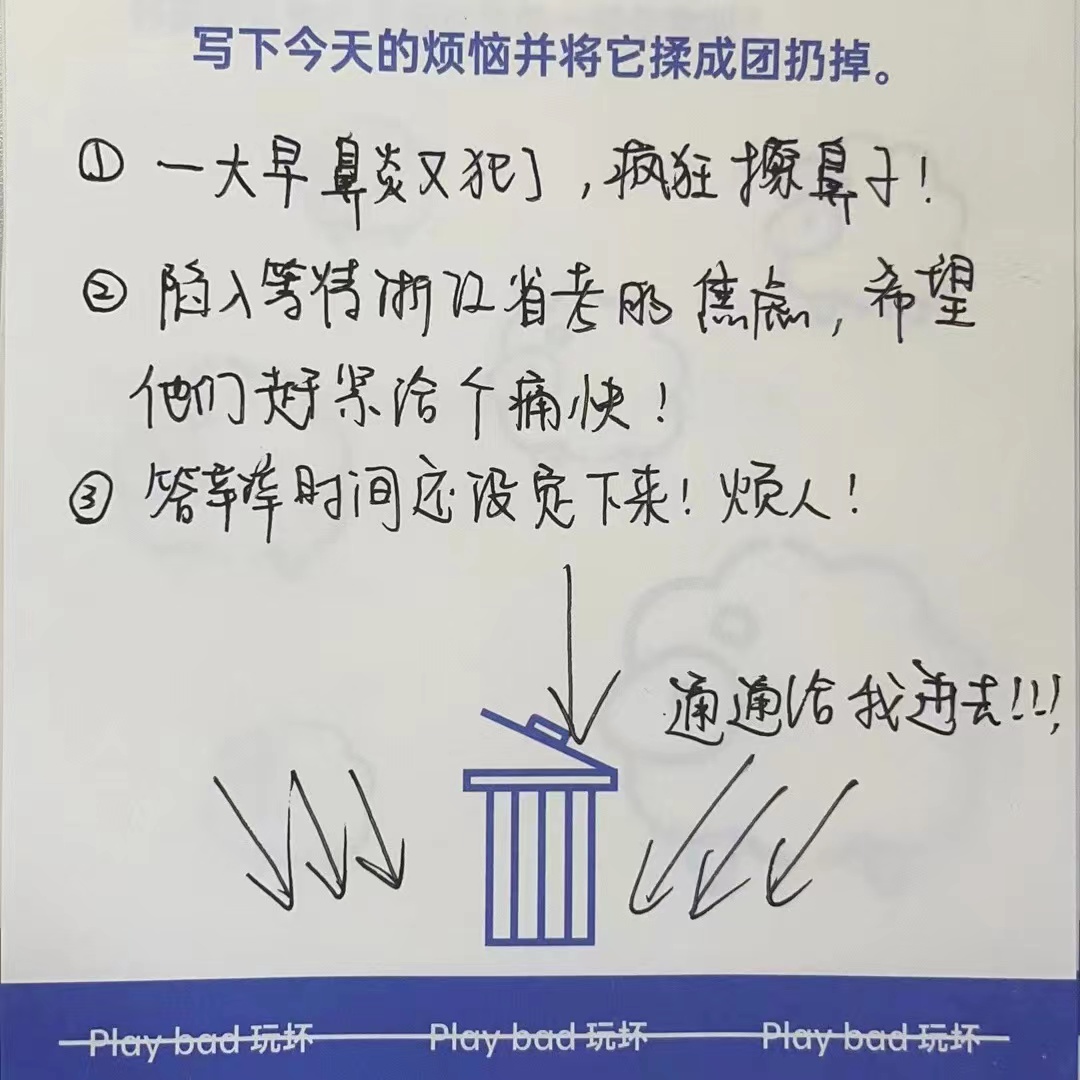 写下今天的烦恼并将它揉成团扔掉。
① 一大早鼻炎又犯了，疯狂擦鼻子！
② 陷入等待浙江省考的焦虑，希望
他们赶紧给个痛快！
③ 答辩时间还没定下来！烦人！
通通给我进去！！！
Play bad 玩坏 Play bad 玩坏 Play bad 玩坏